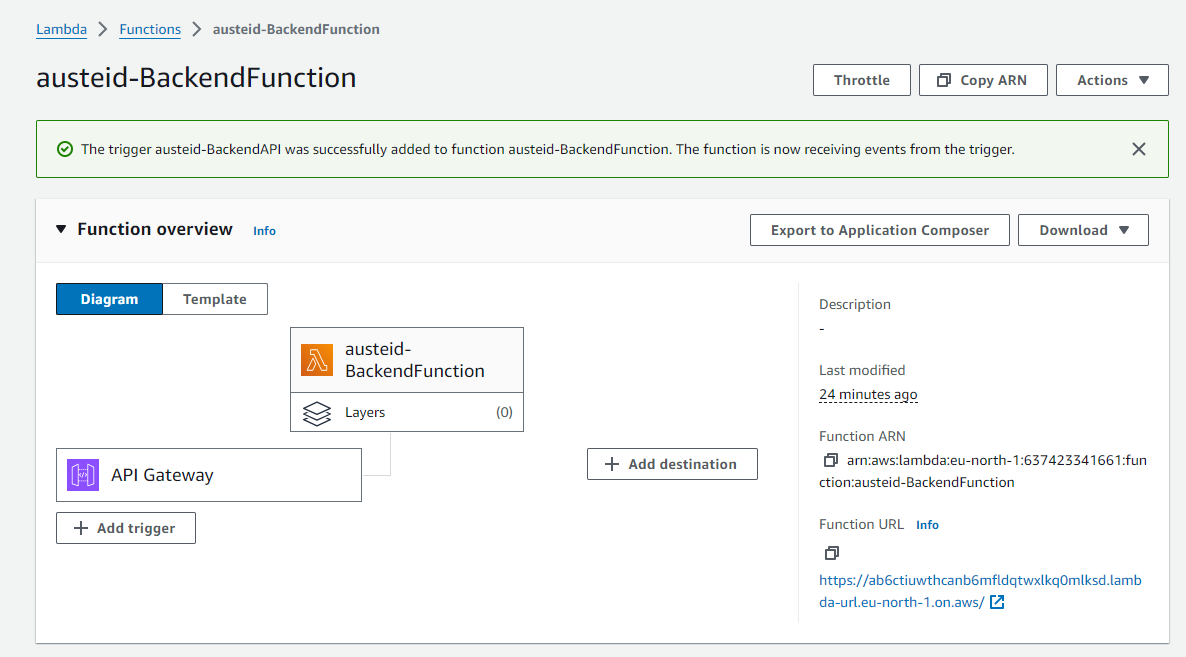 Lambda > Functions > austeid-BackendFunction
austeid-BackendFunction
Throttle
Copy ARN
Actions
The trigger austeid-BackendAPI was successfully added to function austeid-BackendFunction. The function is now receiving events from the trigger.
Function overview Info
Export to Application Composer
Download
Diagram
Template
austeid-
BackendFunction
Layers (0)
API Gateway
+ Add trigger
+ Add destination
Description
-
Last modified
24 minutes ago
Function ARN
arn:aws:lambda:eu-north-1:637423341661:fun
ction:austeid-BackendFunction
Function URL Info
https://ab6ctiuwthcanb6mfldqtwxlkq0mlksd.lamb
da-url.eu-north-1.on.aws/